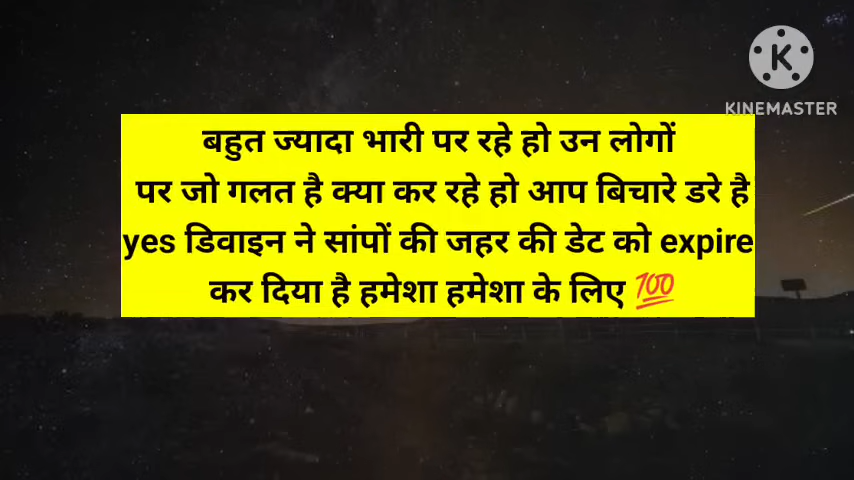 KINEMASTER
बहुत ज्यादा भारी पर रहे हो उन लोगों
पर जो गलत है क्या कर रहे हो आप बिचारे डरे है
yes डिवाइन ने सांपों की जहर की डेट को expire
कर दिया है हमेशा हमेशा के लिए 💯